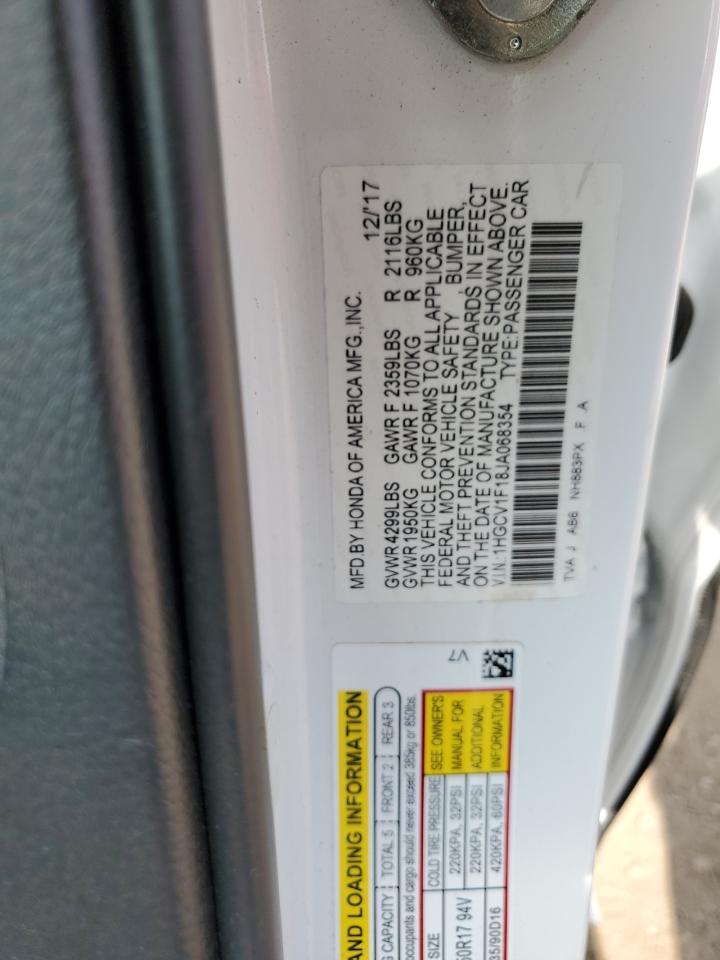 MFD.BY HONDA OF AMERICA MFG.,INC. 12/'17
GVWR 4299LBS GAWR F 2359LBS R 2116LBS
GVWR 1950KG GAWR F 1070KG R 960KG
THIS VEHICLE CONFORMS TO ALL APPLICABLE
FEDERAL MOTOR VEHICLE SAFETY, BUMPER,
AND THEFT PREVENTION STANDARDS IN EFFECT
ON THE DATE OF MANUFACTURE SHOWN ABOVE.
V.I.N.:1HGCV1F18JA068354 TYPE:PASSENGER CAR
TVA J AB6 NH883PX F A
V7
AND LOADING INFORMATION
CAPACITY TOTAL 5 FRONT 2 REAR 3
occupants and cargo should never exceed 385kg or 850lbs.
SIZE COLD TIRE PRESSURE SEE OWNER'S
50R17 94V 220KPA, 32PSI MANUAL FOR
220KPA, 32PSI ADDITIONAL
35/90D16 420KPA, 60PSI INFORMATION